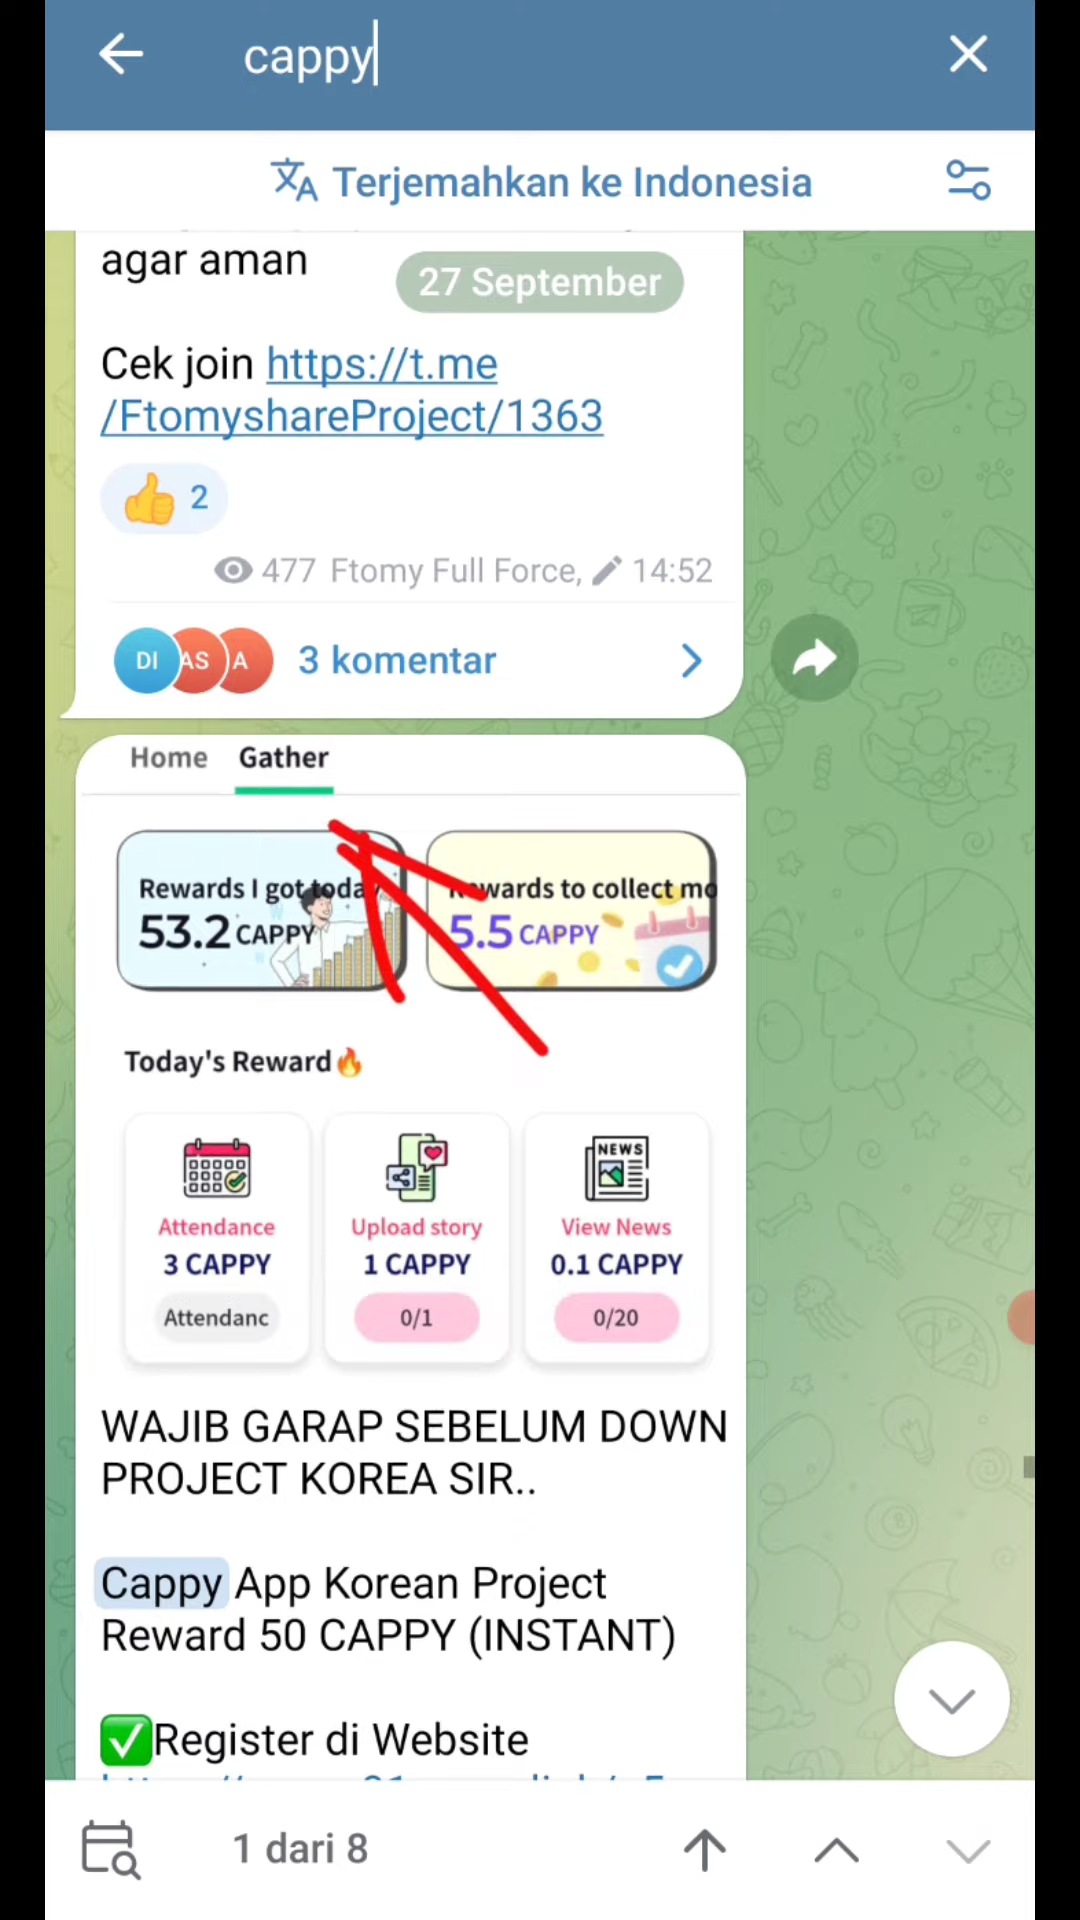 cappy
Terjemahkan ke Indonesia
agar aman
27 September
Cek join https://t.me
/FtomyshareProject/1363
👍 2
477 Ftomy Full Force, 14:52
DI AS A 3 komentar
Home Gather
Rewards I got today
53.2 CAPPY
Rewards to collect mo
5.5 CAPPY
Today's Reward🔥
NEWS
Attendance Upload story View News
3 CAPPY 1 CAPPY 0.1 CAPPY
Attendanc 0/1 0/20
WAJIB GARAP SEBELUM DOWN
PROJECT KOREA SIR..
Cappy App Korean Project
Reward 50 CAPPY (INSTANT)
✅Register di Website
1 dari 8